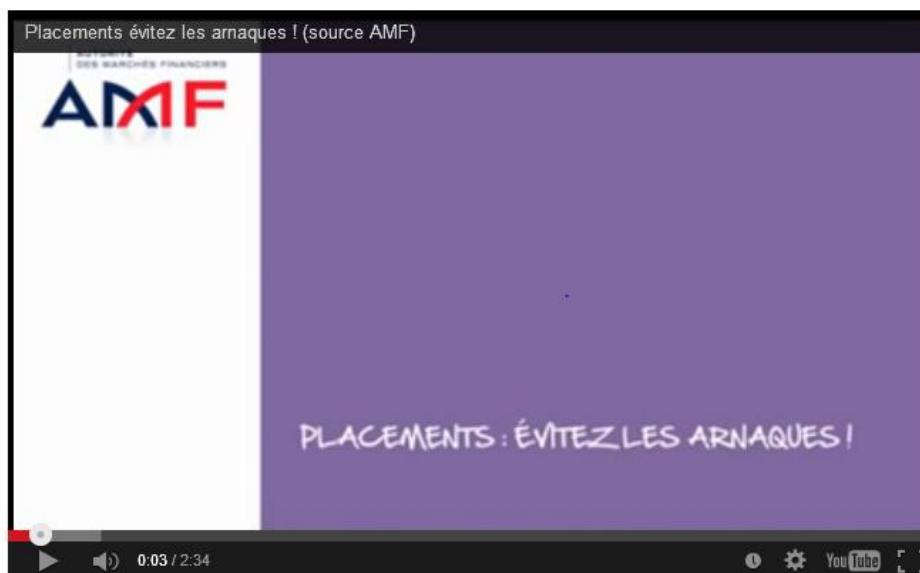 Placements évitez les arnaques ! (source AMF)
AUTORITÉ
DES MARCHÉS FINANCIERS
AMF
PLACEMENTS : ÉVITEZ LES ARNAQUES !
0:03 / 2:34
YouTube